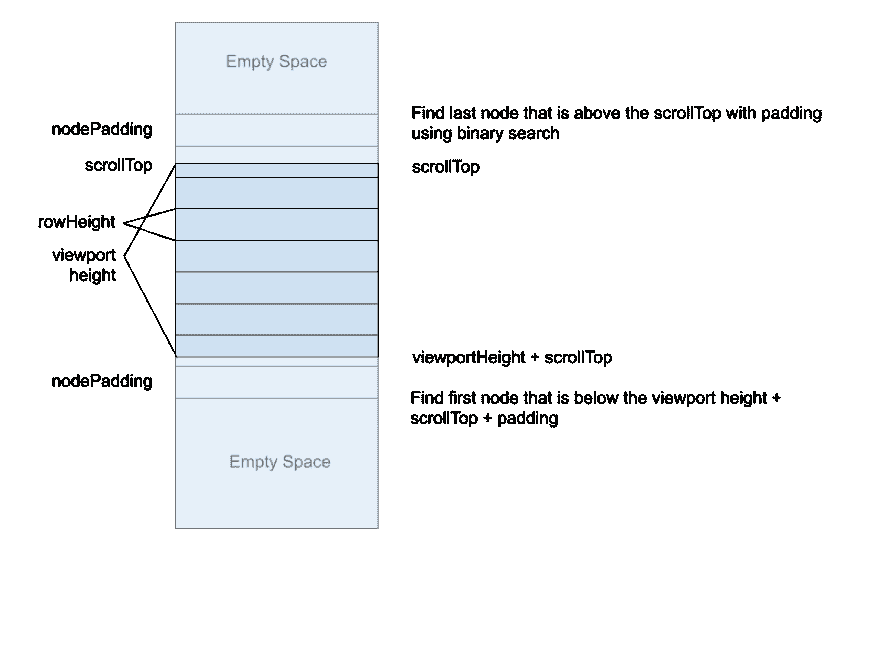 Empty Space
nodePadding
Find last node that is above the scrollTop with padding
using binary search
scrollTop
scrollTop
rowHeight
viewport
height
viewportHeight + scrollTop
nodePadding
Find first node that is below the viewport height +
scrollTop + padding
Empty Space